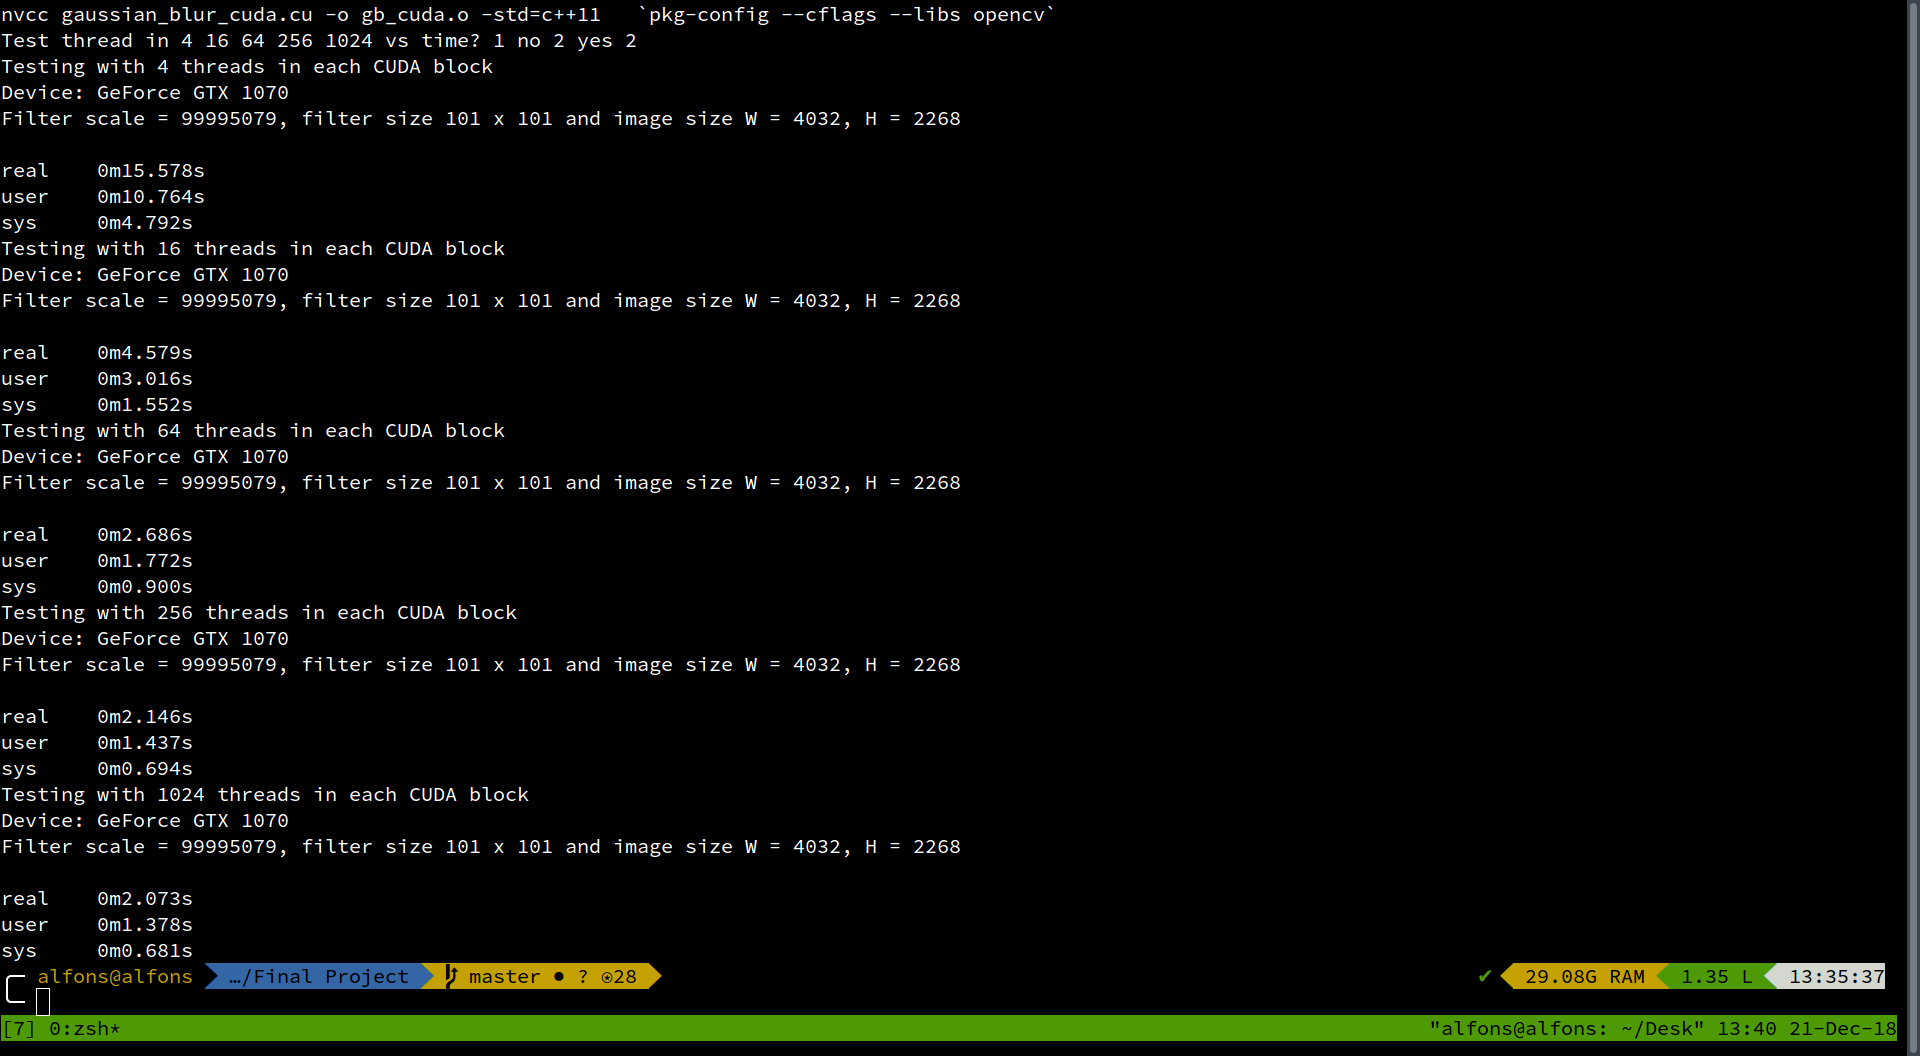 nvcc gaussian_blur_cuda.cu -o gb_cuda.o -std=c++11   `pkg-config --cflags --libs opencv`
Test thread in 4 16 64 256 1024 vs time? 1 no 2 yes 2
Testing with 4 threads in each CUDA block
Device: GeForce GTX 1070
Filter scale = 99995079, filter size 101 x 101 and image size W = 4032, H = 2268
real    0m15.578s
user    0m10.764s
sys     0m4.792s
Testing with 16 threads in each CUDA block
Device: GeForce GTX 1070
Filter scale = 99995079, filter size 101 x 101 and image size W = 4032, H = 2268
real    0m4.579s
user    0m3.016s
sys     0m1.552s
Testing with 64 threads in each CUDA block
Device: GeForce GTX 1070
Filter scale = 99995079, filter size 101 x 101 and image size W = 4032, H = 2268
real    0m2.686s
user    0m1.772s
sys     0m0.900s
Testing with 256 threads in each CUDA block
Device: GeForce GTX 1070
Filter scale = 99995079, filter size 101 x 101 and image size W = 4032, H = 2268
real    0m2.146s
user    0m1.437s
sys     0m0.694s
Testing with 1024 threads in each CUDA block
Device: GeForce GTX 1070
Filter scale = 99995079, filter size 101 x 101 and image size W = 4032, H = 2268
real    0m2.073s
user    0m1.378s
sys     0m0.681s
alfons@alfons …/Final Project master ● ? ⍟28 ✔ 29.08G RAM 1.35 L 13:35:37
[7] 0:zsh* "alfons@alfons: ~/Desk" 13:40 21-Dec-18